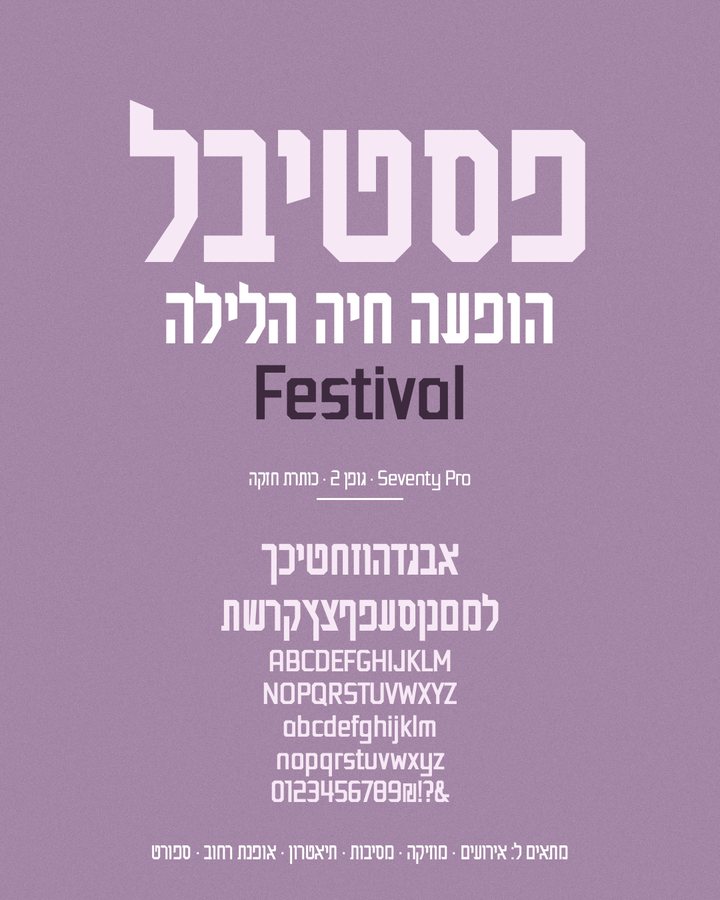 פסטיבל
הופעה חיה הלילה
Festival
Seventy Pro · גופן 2 · כותרת חזקה
אבגדהוזחטיכך
למםנןסעפףצץקרשת
ABCDEFGHIJKLM
NOPQRSTUVWXYZ
abcdefghijklm
nopqrstuvwxyz
0123456789₪!?&
מתאים ל: אירועים · מוזיקה · מסיבות · תיאטרון · אופנת רחוב · ספורט